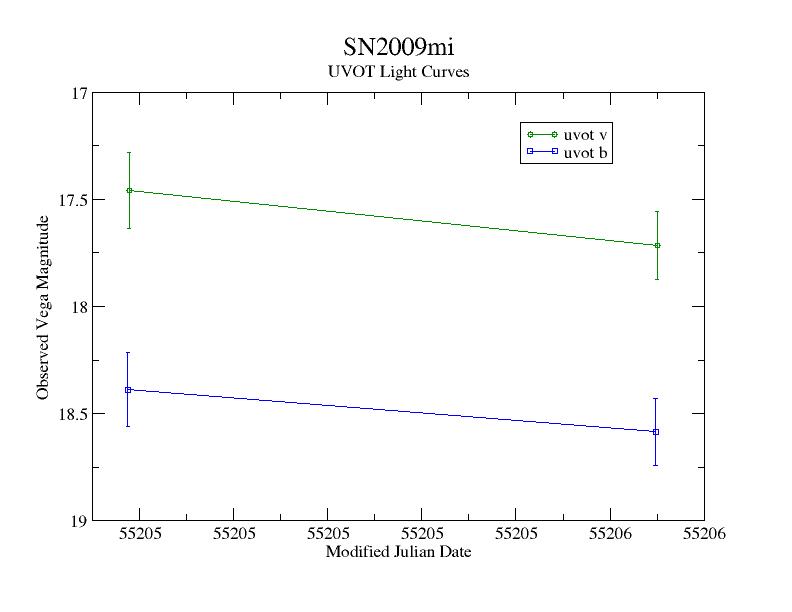 SN2009mi
UVOT Light Curves
17
17.5
18
18.5
19
Observed Vega Magnitude
uvot v
uvot b
55205 55205 55205 55205 55205 55206 55206
Modified Julian Date